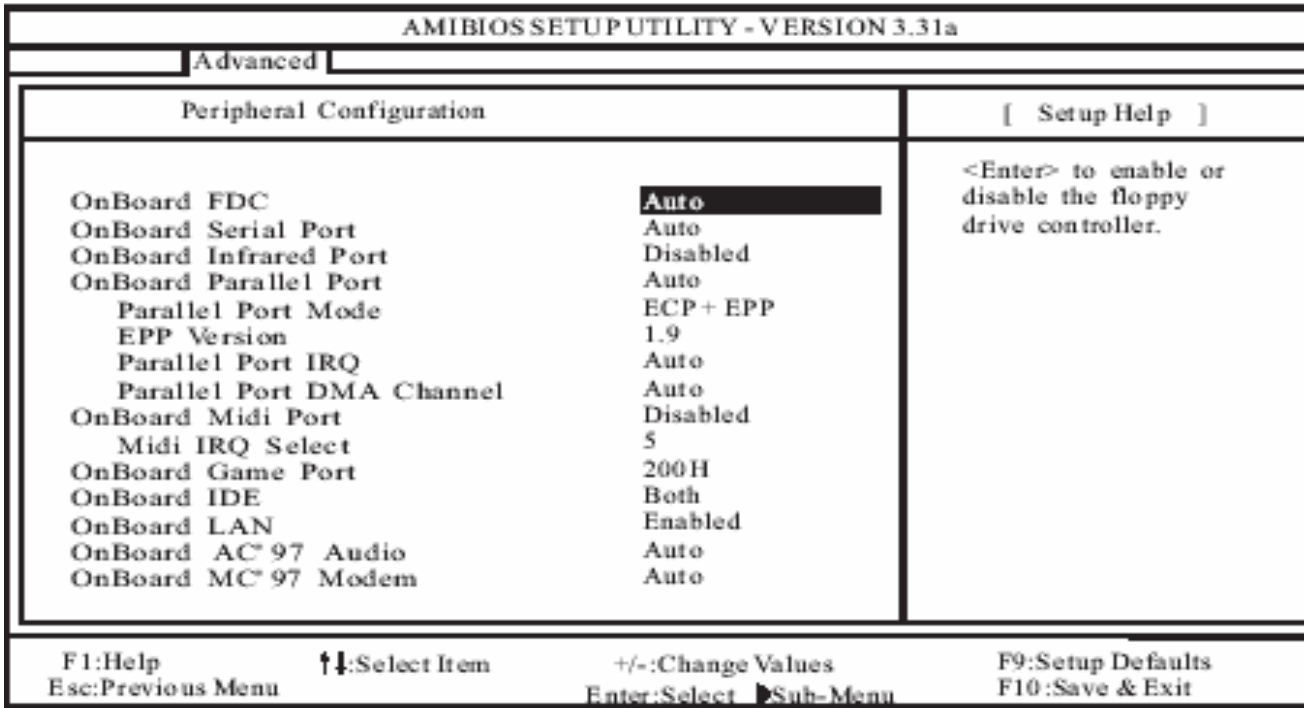 AMIBIOS SETUP UTILITY - VERSION 3.31a
Advanced
Peripheral Configuration
[ Setup Help ]
<Enter> to enable or
disable the floppy
drive controller.
OnBoard FDC Auto
OnBoard Serial Port Auto
OnBoard Infrared Port Disabled
OnBoard Parallel Port Auto
Parallel Port Mode ECP + EPP
EPP Version 1.9
Parallel Port IRQ Auto
Parallel Port DMA Channel Auto
OnBoard Midi Port Disabled
Midi IRQ Select 5
OnBoard Game Port 200H
OnBoard IDE Both
OnBoard LAN Enabled
OnBoard AC'97 Audio Auto
OnBoard MC'97 Modem Auto
F1:Help ↑↓:Select Item +/-:Change Values F9:Setup Defaults
Esc:Previous Menu Enter:Select ▶Sub-Menu F10:Save & Exit